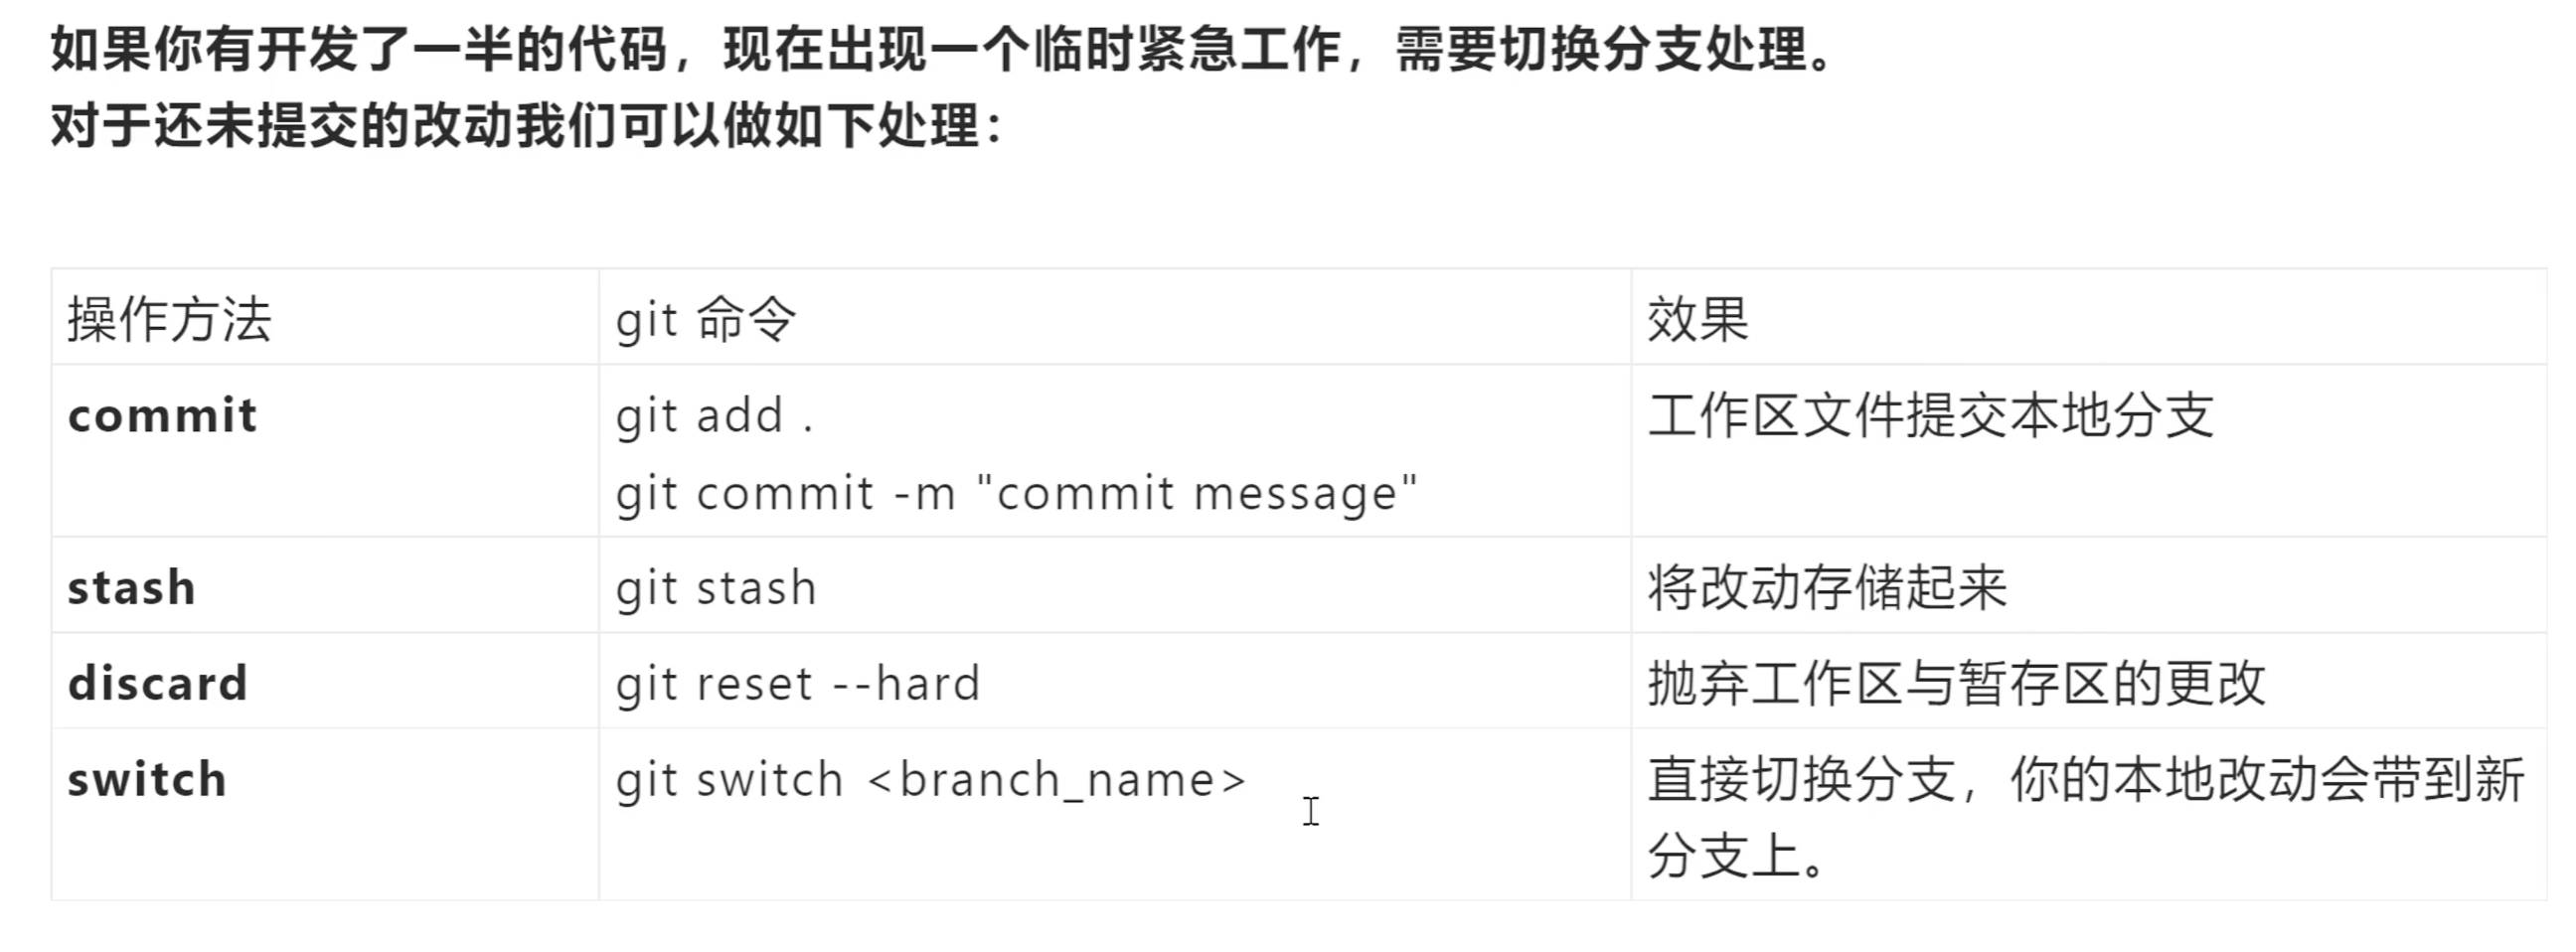 如果你有开发了一半的代码，现在出现一个临时紧急工作，需要切换分支处理。
对于还未提交的改动我们可以做如下处理：
操作方法 git 命令 效果
commit git add . 工作区文件提交本地分支
git commit -m "commit message"
stash git stash 将改动存储起来
discard git reset --hard 抛弃工作区与暂存区的更改
switch git switch <branch_name> 直接切换分支，你的本地改动会带到新
分支上。